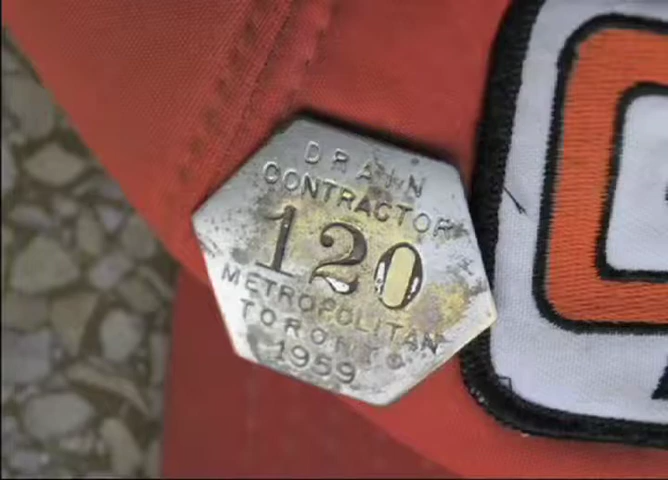 DRAIN
CONTRACTOR
120
METROPOLITAN
TORONTO
1959